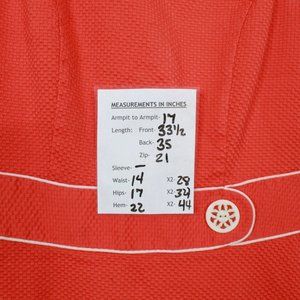 MEASUREMENTS IN INCHES
Armpit to Armpit- 17
Length: Front- 33 1/2
Back- 35
Zip- 21
Sleeve- –
Waist- 14 X2- 28
Hips- 17 X2- 34
Hem- 22 X2- 44